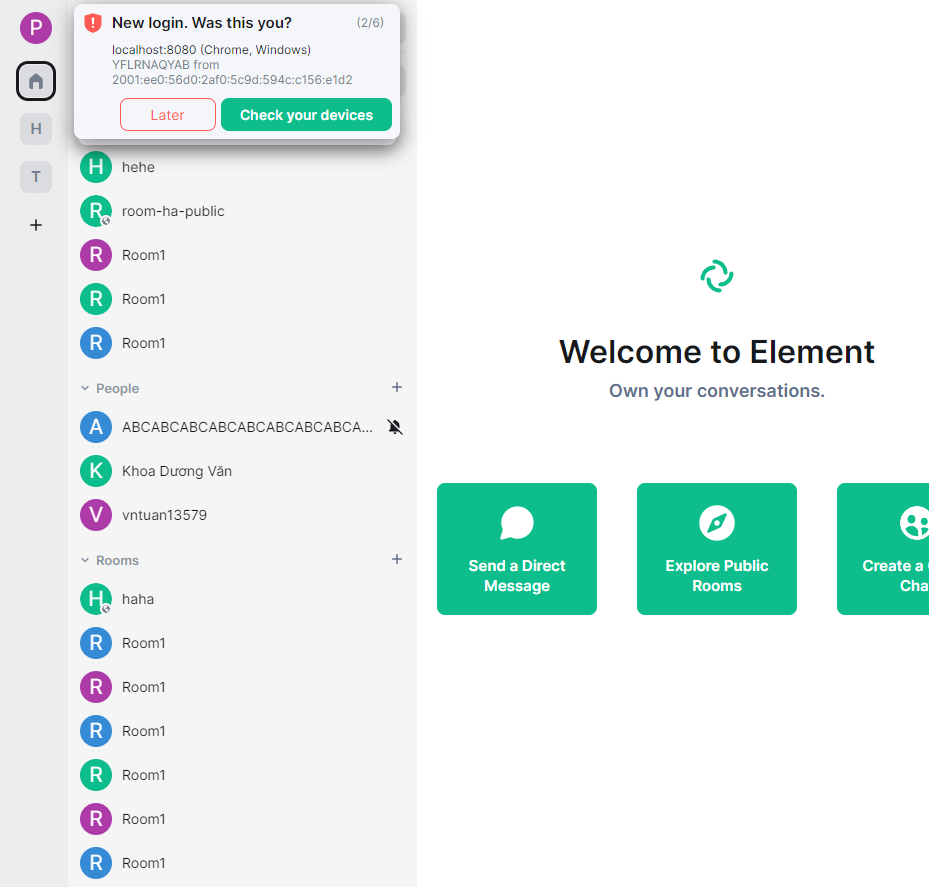 P
H
T
+
New login. Was this you?
(2/6)
localhost:8080 (Chrome, Windows)
YFLRNAQYAB from
2001:ee0:56d0:2af0:5c9d:594c:c156:e1d2
Later
Check your devices
H hehe
R room-ha-public
R Room1
R Room1
R Room1
People +
A ABCABCABCABCABCABCABCABCA...
K Khoa Dương Văn
V vntuan13579
Rooms +
H haha
R Room1
R Room1
R Room1
R Room1
R Room1
R Room1
Welcome to Element
Own your conversations.
Send a Direct
Message
Explore Public
Rooms
Create a
Cha